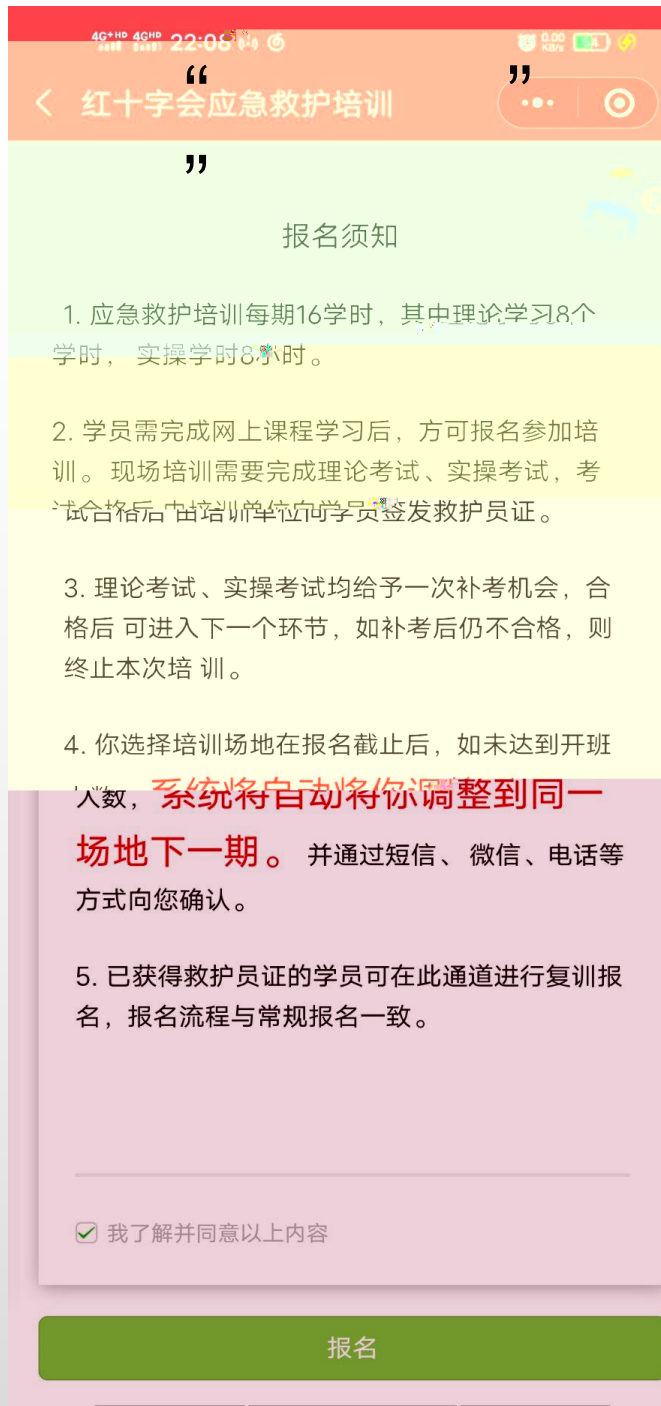 4G+HD 4GHD 22:08 0.00 KB/s
“ ”
红十字会应急救护培训
”
报名须知
1. 应急救护培训每期16学时，其中理论学习8个
学时， 实操学时8小时。
2. 学员需完成网上课程学习后，方可报名参加培
训。 现场培训需要完成理论考试、实操考试，考
试合格后 由培训单位向学员签发救护员证。
3. 理论考试、实操考试均给予一次补考机会，合
格后 可进入下一个环节，如补考后仍不合格，则
终止本次培 训。
4. 你选择培训场地在报名截止后，如未达到开班
人数，系统将自动将你调整到同一
场地下一期。 并通过短信、 微信、电话等
方式向您确认。
5. 已获得救护员证的学员可在此通道进行复训报
名，报名流程与常规报名一致。
我了解并同意以上内容
报名